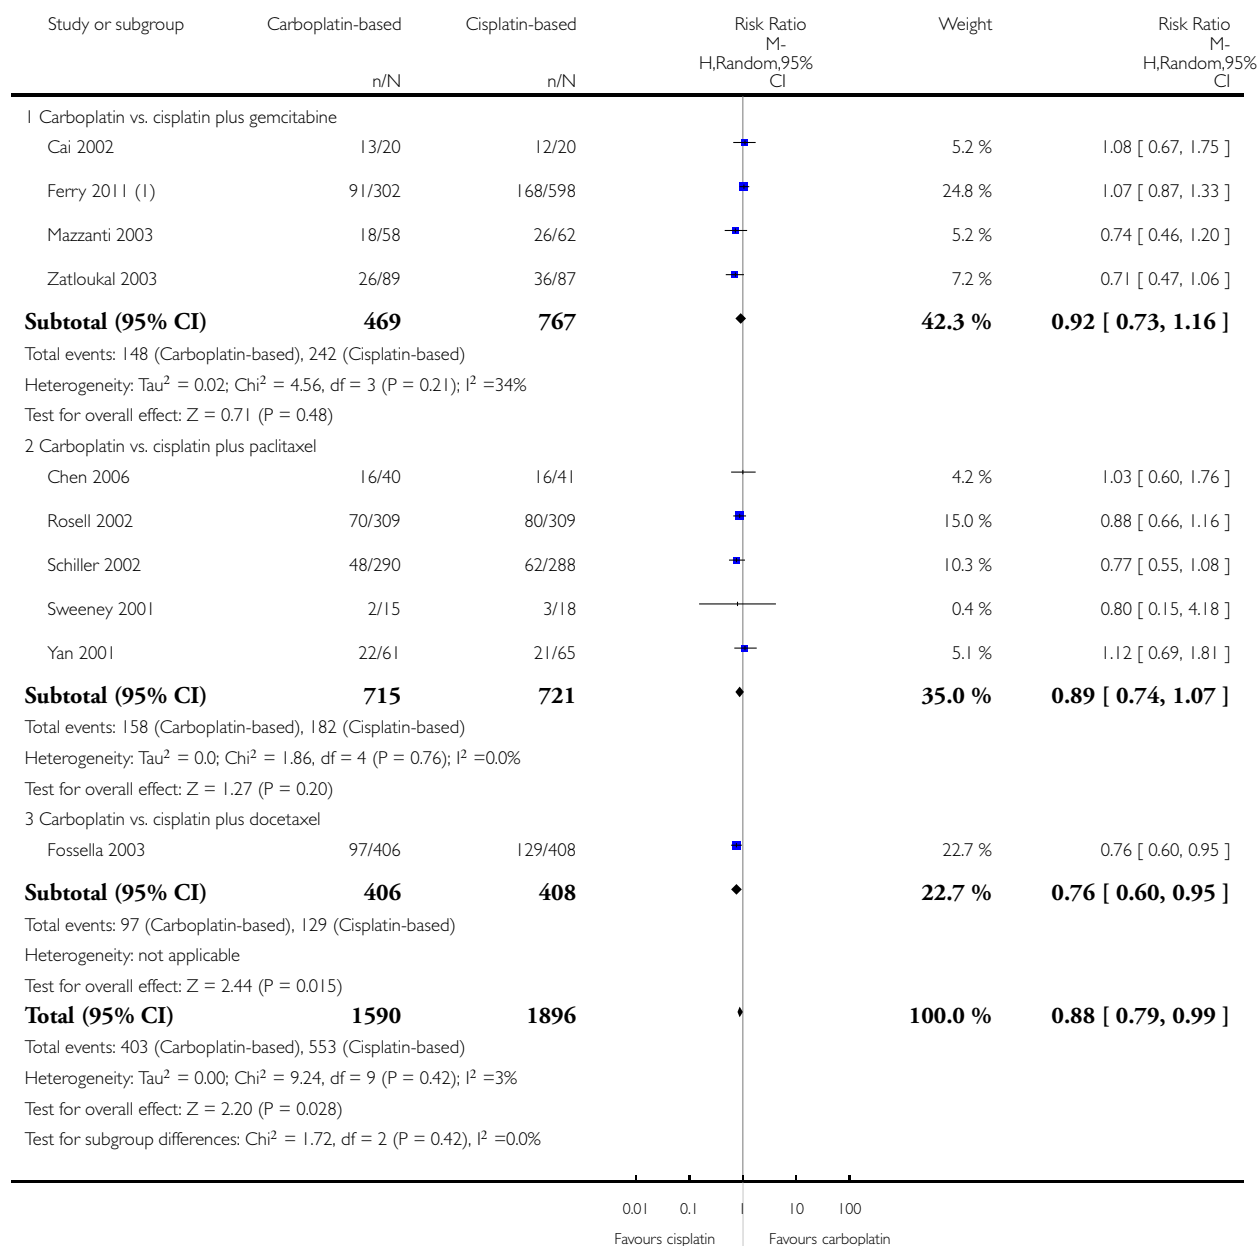 Study or subgroup Carboplatin-based Cisplatin-based Risk Ratio Weight Risk Ratio
M- M-
H,Random,95% H,Random,95%
n/N n/N CI CI
1 Carboplatin vs. cisplatin plus gemcitabine
Cai 2002 13/20 12/20 5.2 % 1.08 [ 0.67, 1.75 ]
Ferry 2011 (1) 91/302 168/598 24.8 % 1.07 [ 0.87, 1.33 ]
Mazzanti 2003 18/58 26/62 5.2 % 0.74 [ 0.46, 1.20 ]
Zatloukal 2003 26/89 36/87 7.2 % 0.71 [ 0.47, 1.06 ]
Subtotal (95% CI) 469 767 42.3 % 0.92 [ 0.73, 1.16 ]
Total events: 148 (Carboplatin-based), 242 (Cisplatin-based)
Heterogeneity: Tau² = 0.02; Chi² = 4.56, df = 3 (P = 0.21); I² =34%
Test for overall effect: Z = 0.71 (P = 0.48)
2 Carboplatin vs. cisplatin plus paclitaxel
Chen 2006 16/40 16/41 4.2 % 1.03 [ 0.60, 1.76 ]
Rosell 2002 70/309 80/309 15.0 % 0.88 [ 0.66, 1.16 ]
Schiller 2002 48/290 62/288 10.3 % 0.77 [ 0.55, 1.08 ]
Sweeney 2001 2/15 3/18 0.4 % 0.80 [ 0.15, 4.18 ]
Yan 2001 22/61 21/65 5.1 % 1.12 [ 0.69, 1.81 ]
Subtotal (95% CI) 715 721 35.0 % 0.89 [ 0.74, 1.07 ]
Total events: 158 (Carboplatin-based), 182 (Cisplatin-based)
Heterogeneity: Tau² = 0.0; Chi² = 1.86, df = 4 (P = 0.76); I² =0.0%
Test for overall effect: Z = 1.27 (P = 0.20)
3 Carboplatin vs. cisplatin plus docetaxel
Fossella 2003 97/406 129/408 22.7 % 0.76 [ 0.60, 0.95 ]
Subtotal (95% CI) 406 408 22.7 % 0.76 [ 0.60, 0.95 ]
Total events: 97 (Carboplatin-based), 129 (Cisplatin-based)
Heterogeneity: not applicable
Test for overall effect: Z = 2.44 (P = 0.015)
Total (95% CI) 1590 1896 100.0 % 0.88 [ 0.79, 0.99 ]
Total events: 403 (Carboplatin-based), 553 (Cisplatin-based)
Heterogeneity: Tau² = 0.00; Chi² = 9.24, df = 9 (P = 0.42); I² =3%
Test for overall effect: Z = 2.20 (P = 0.028)
Test for subgroup differences: Chi² = 1.72, df = 2 (P = 0.42), I² =0.0%
0.01 0.1 1 10 100
Favours cisplatin Favours carboplatin